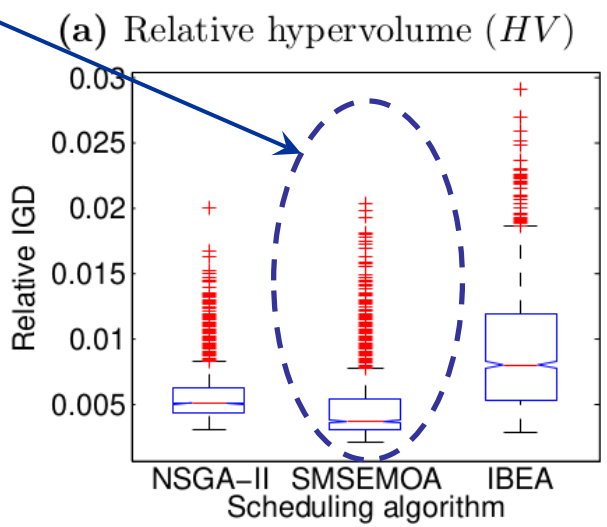 (a) Relative hypervolume (HV)
0.03
0.025
0.02
0.015
0.01
0.005
Relative IGD
NSGA-II SMSEMOA IBEA
Scheduling algorithm